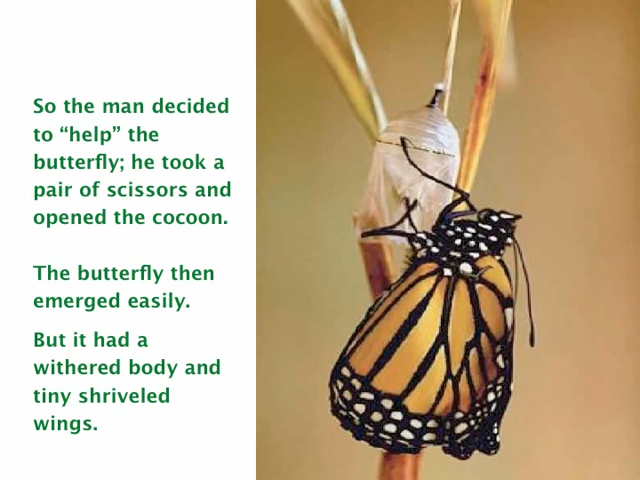 So the man decided
to “help” the
butterfly; he took a
pair of scissors and
opened the cocoon.
The butterfly then
emerged easily.
But it had a
withered body and
tiny shriveled
wings.